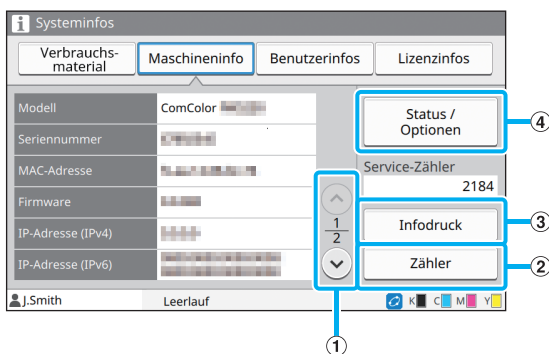 Systeminfos
Verbrauchs-
material
Maschineninfo
Benutzerinfos
Lizenzinfos
Modell
ComColor
Seriennummer
MAC-Adresse
Firmware
IP-Adresse (IPv4)
IP-Adresse (IPv6)
1
2
Status /
Optionen
Service-Zähler
2184
Infodruck
Zähler
4
3
2
J.Smith
Leerlauf
K C M Y
1